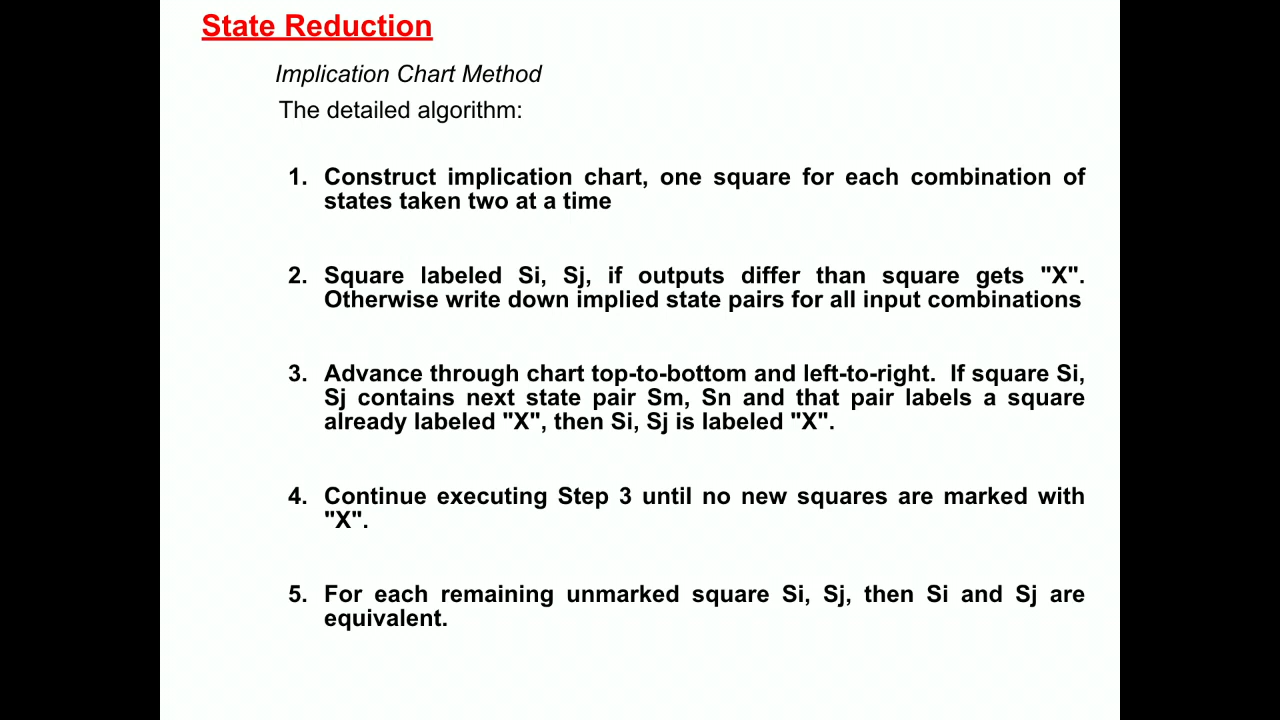 State Reduction
Implication Chart Method
The detailed algorithm:
1. Construct implication chart, one square for each combination of
states taken two at a time
2. Square labeled Si, Sj, if outputs differ than square gets "X".
Otherwise write down implied state pairs for all input combinations
3. Advance through chart top-to-bottom and left-to-right.  If square Si,
Sj contains next state pair Sm, Sn and that pair labels a square
already labeled "X", then Si, Sj is labeled "X".
4. Continue executing Step 3 until no new squares are marked with
"X".
5. For each remaining unmarked square Si, Sj, then Si and Sj are
equivalent.